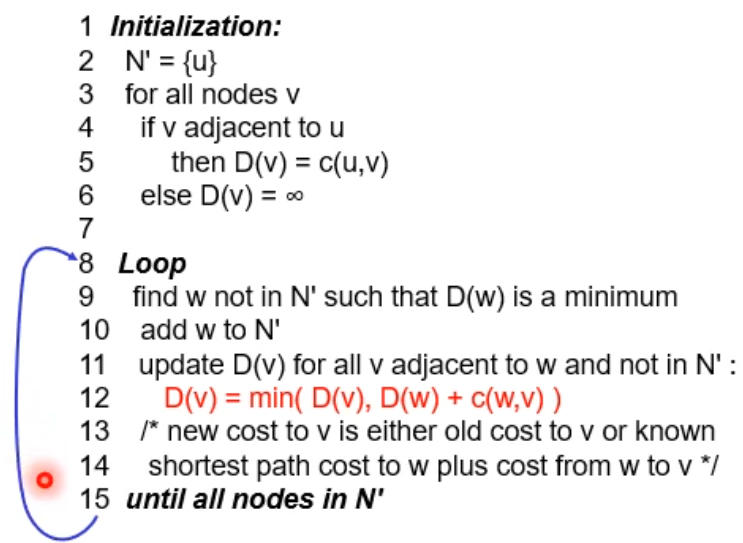 1 Initialization:
2 N' = {u}
3 for all nodes v
4 if v adjacent to u
5 then D(v) = c(u,v)
6 else D(v) = ∞
7
8 Loop
9 find w not in N' such that D(w) is a minimum
10 add w to N'
11 update D(v) for all v adjacent to w and not in N' :
12 D(v) = min( D(v), D(w) + c(w,v) )
13 /* new cost to v is either old cost to v or known
14 shortest path cost to w plus cost from w to v */
15 until all nodes in N'